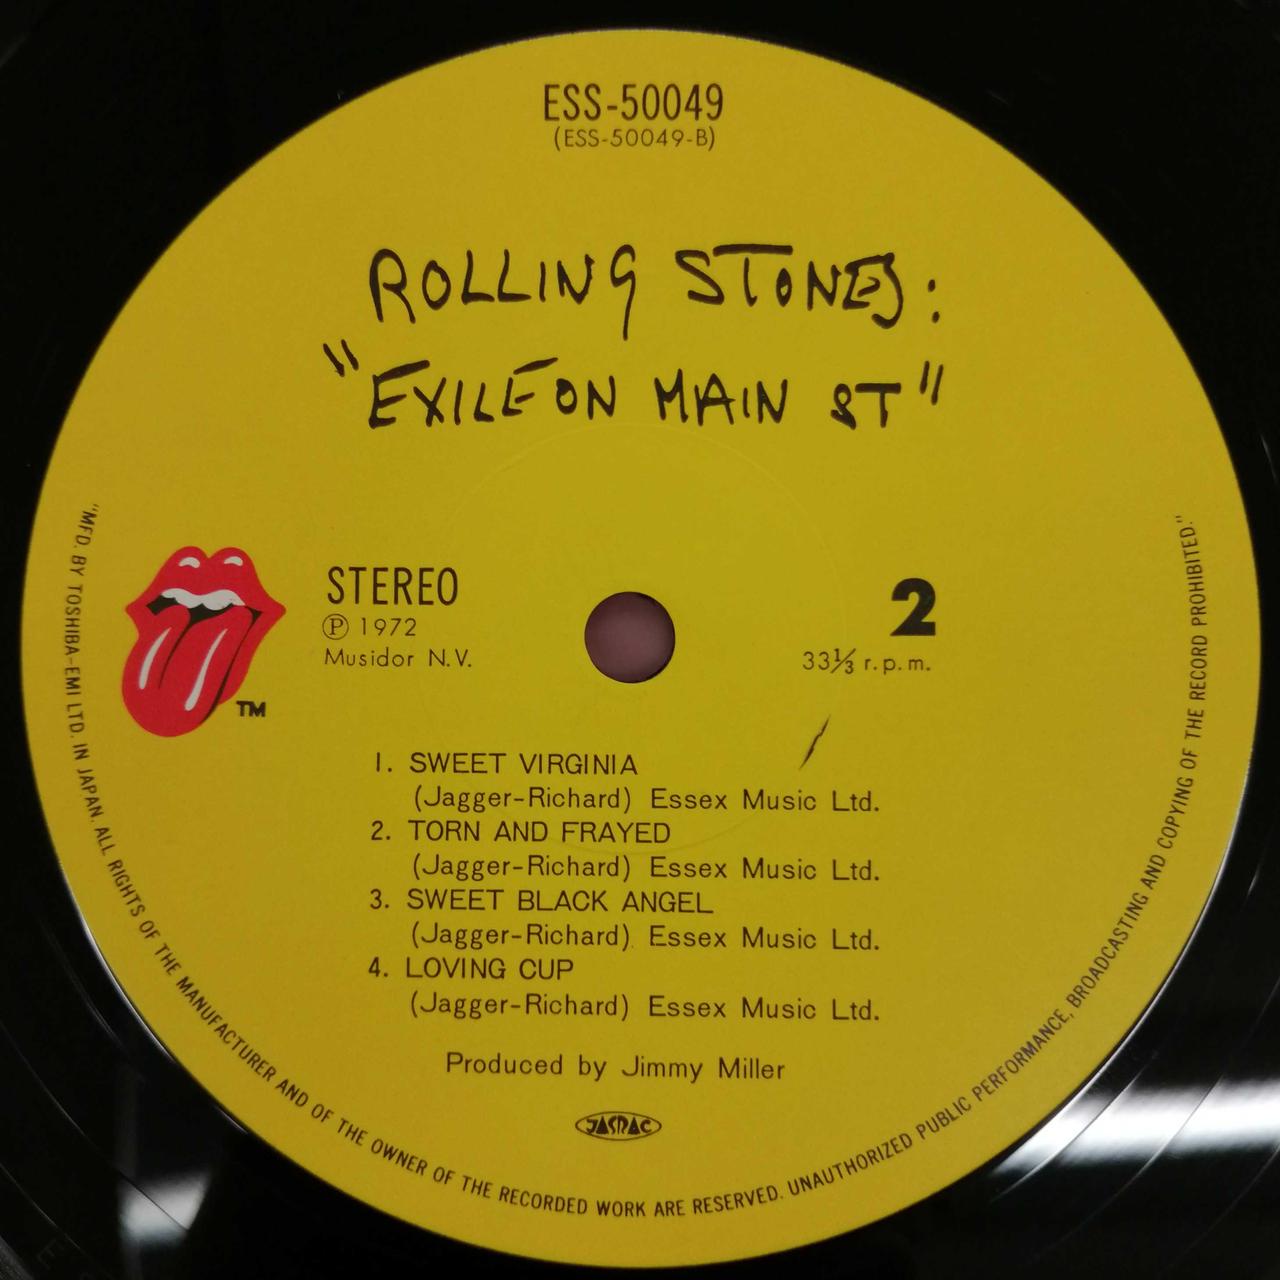 ESS-50049
(ESS-50049-B)
ROLLING STONES:
"EXILE ON MAIN ST"
STEREO
Ⓟ 1972
Musidor N.V.
2
33⅓ r.p.m.
TM
1. SWEET VIRGINIA
(Jagger-Richard) Essex Music Ltd.
2. TORN AND FRAYED
(Jagger-Richard) Essex Music Ltd.
3. SWEET BLACK ANGEL
(Jagger-Richard) Essex Music Ltd.
4. LOVING CUP
(Jagger-Richard) Essex Music Ltd.
Produced by Jimmy Miller
JASRAC
"MFD. BY TOSHIBA-EMI LTD. IN JAPAN. ALL RIGHTS OF THE MANUFACTURER AND OF THE OWNER OF THE RECORDED WORK ARE RESERVED. UNAUTHORIZED PUBLIC PERFORMANCE, BROADCASTING AND COPYING OF THE RECORD PROHIBITED."